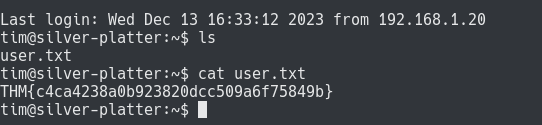 Last login: Wed Dec 13 16:33:12 2023 from 192.168.1.20
tim@silver-platter:~$ ls
user.txt
tim@silver-platter:~$ cat user.txt
THM{c4ca4238a0b923820dcc509a6f75849b}
tim@silver-platter:~$